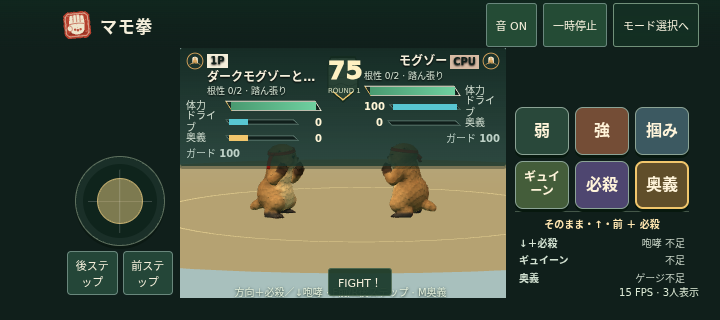 マモ拳
音 ON
一時停止
モード選択へ
1P
ダークモグゾーと...
根性 0/2・踏ん張り
75
ROUND 1
モグゾー CPU
根性 0/2・踏ん張り
体力
ドライブ 0
奥義 0
ガード 100
体力
100 ドライブ
0 奥義
ガード 100
弱
強
掴み
ギュイーン
必殺
奥義
そのまま・↑・前 + 必殺
↓+必殺 咆哮 不足
ギュイーン 不足
奥義 ゲージ不足
15 FPS・3人表示
後ステップ
前ステップ
FIGHT！
方向+必殺／↓咆哮
M奥義